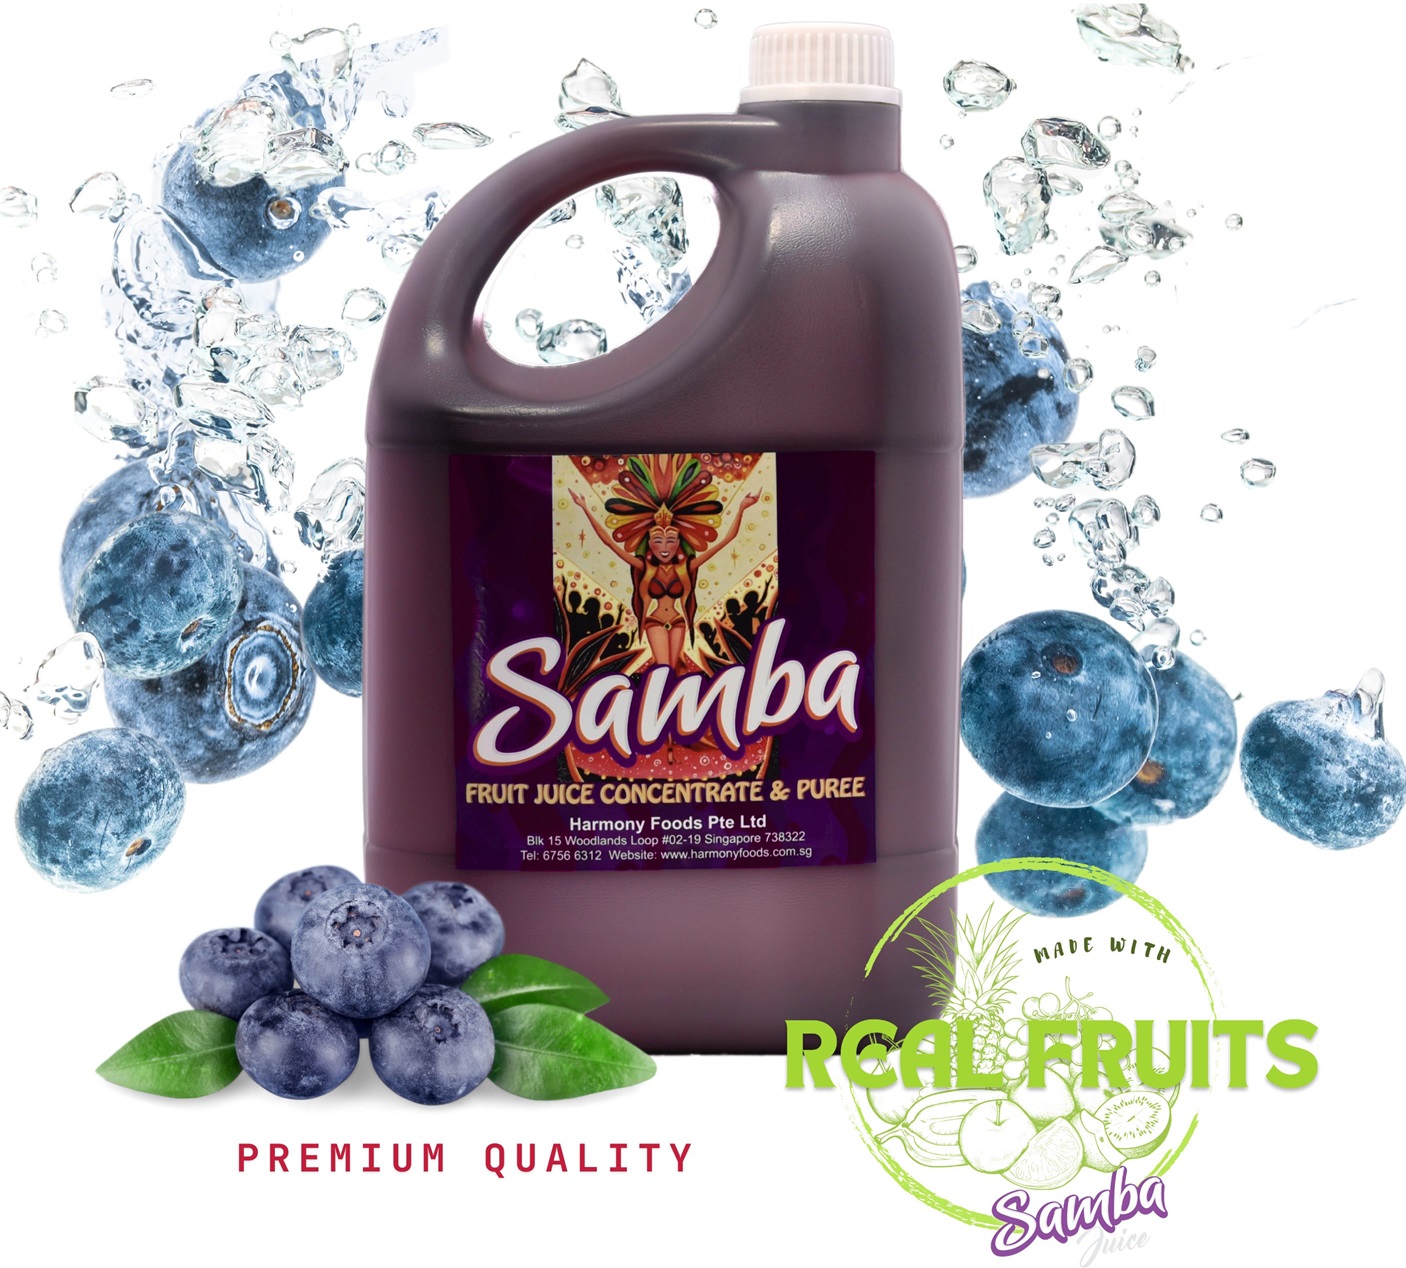 Samba
FRUIT JUICE CONCENTRATE & PUREE
Harmony Foods Pte Ltd
Blk 15 Woodlands Loop #02-19 Singapore 738322
Tel: 6756 6312 Website: www.harmonyfoods.com.sg
MADE WITH
REAL FRUITS
PREMIUM QUALITY
Samba
Juice